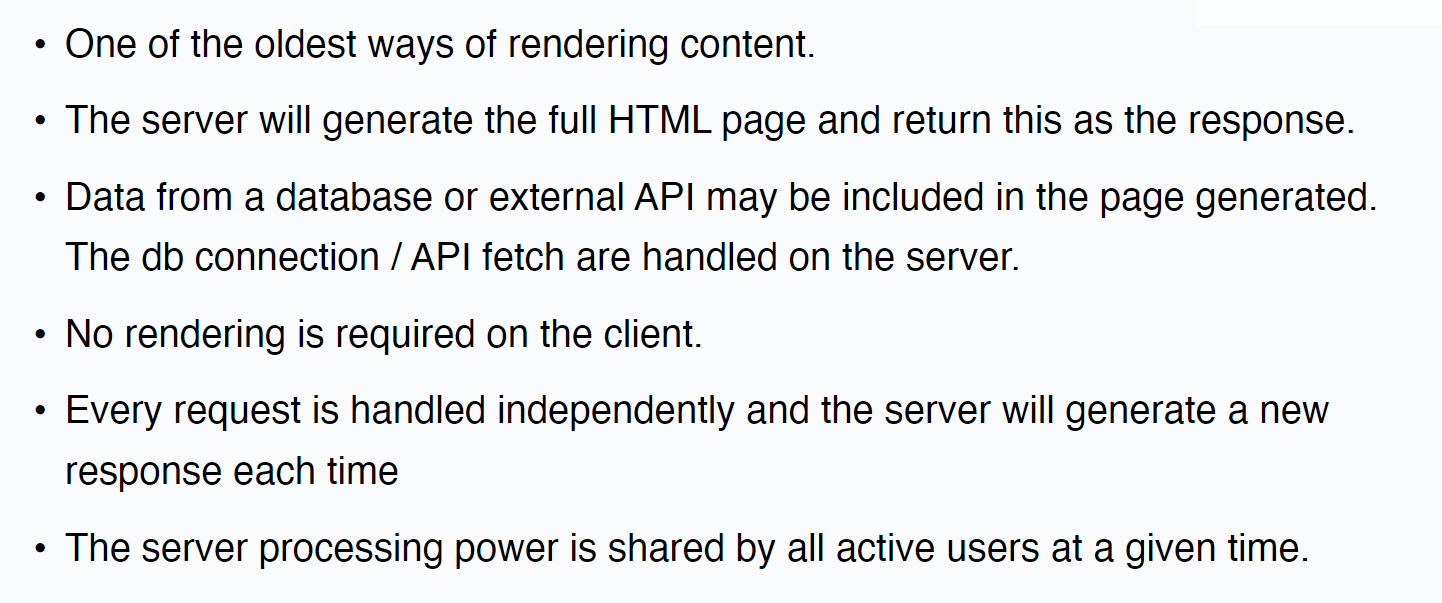 • One of the oldest ways of rendering content.
• The server will generate the full HTML page and return this as the response.
• Data from a database or external API may be included in the page generated.
The db connection / API fetch are handled on the server.
• No rendering is required on the client.
• Every request is handled independently and the server will generate a new
response each time
• The server processing power is shared by all active users at a given time.